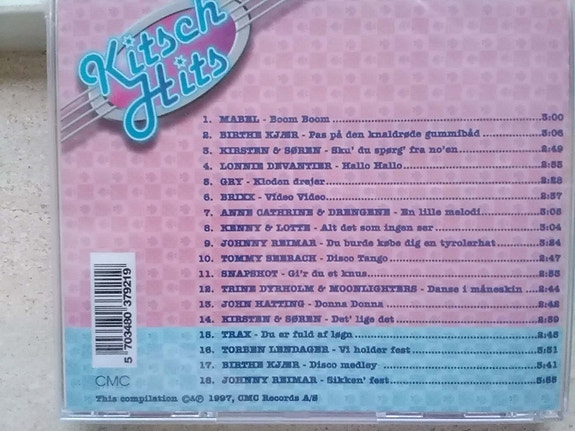 Kitsch
Hits
1. MABEL - Boom Boom 3:00
2. BIRTHE KJÆR - Pas på den knaldrøde gummibåd 3:06
3. KIRSTEN & SØREN - Sku' du spørg' fra no'en 2:49
4. LONNIE DEVANTIER - Hallo Hallo 2:53
5. GRY - Kloden drejer 2:28
6. BRIXX - Video Video 2:57
7. ANNE CATHRINE & DRENGENE - En lille melodi 3:05
8. KENNY & LOTTE - Alt det som ingen ser 3:04
9. JOHNNY REIMAR - Du burde købe dig en tyrolerhat 3:24
10. TOMMY SEEBACH - Disco Tango 2:47
11. SNAPSHOT - Gi'r du et knus 2:53
12. TRINE DYRHOLM & MOONLIGHTERS - Danse i måneskin 2:44
13. JOHN HATTING - Donna Donna 2:42
14. KIRSTEN & SØREN - Det' lige det 2:59
15. TRAX - Du er fuld af løgn 2:45
16. TORBEN LENDAGER - Vi holder fest 3:31
17. BIRTHE KJÆR - Disco medley 3:41
18. JOHNNY REIMAR - Sikken' fest 3:55
5 703480 379219
CMC
This compilation ©&℗ 1997, CMC Records A/S